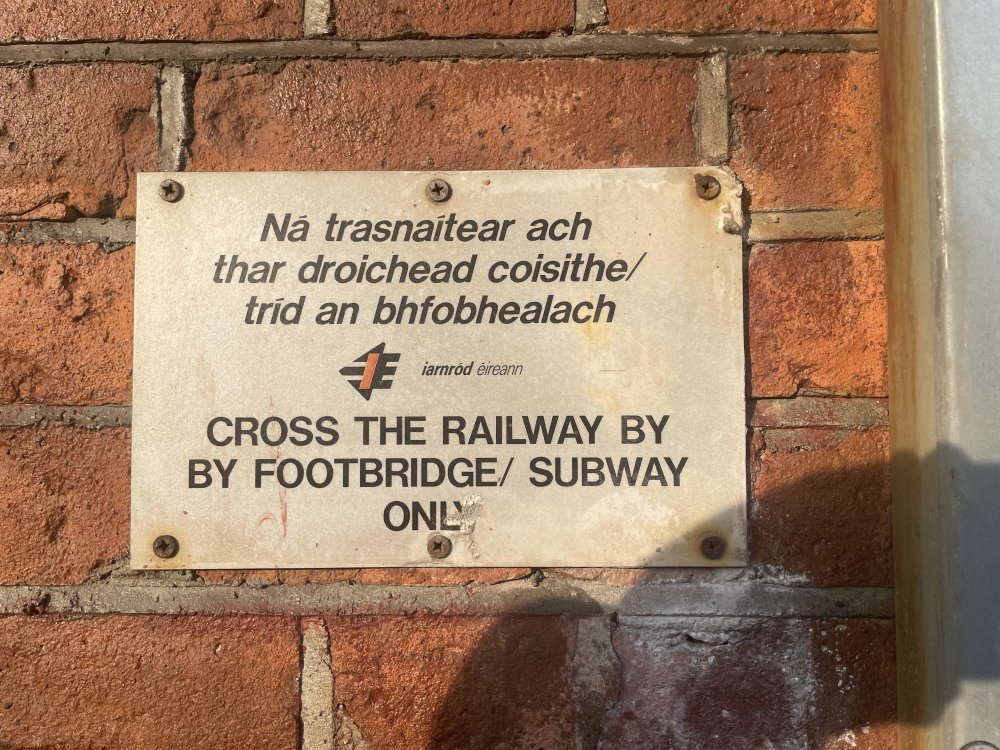 Ná trasnaítear ach
thar droichead coisithe/
tríd an bhfobhealach
iarnród éireann
CROSS THE RAILWAY BY
BY FOOTBRIDGE/ SUBWAY
ONLY